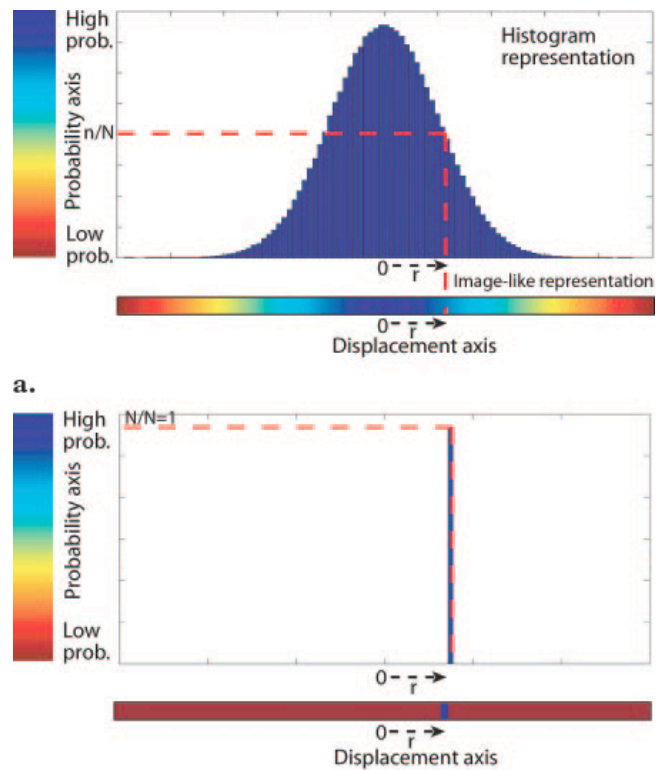 High
prob.
Probability axis
n/N
Low
prob.
Histogram
representation
0
r
Image-like representation
0
r
Displacement axis
a.
High
prob.
Probability axis
N/N=1
Low
prob.
0
r
0
r
Displacement axis